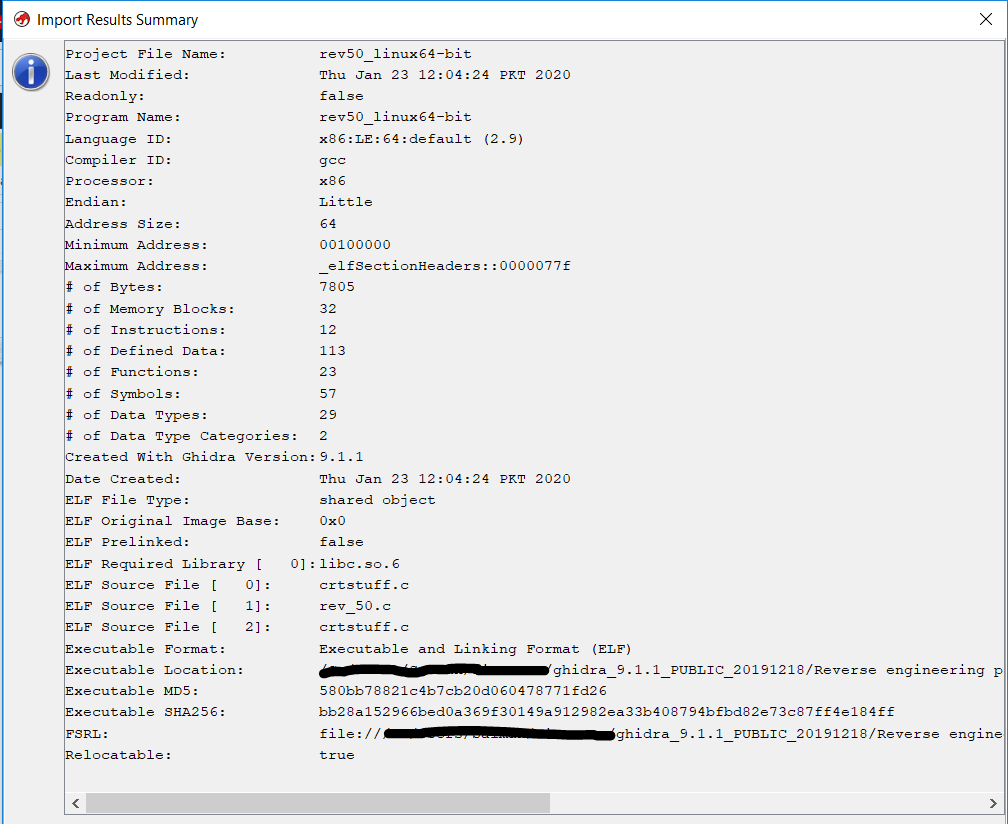 Import Results Summary
Project File Name: rev50_linux64-bit
Last Modified: Thu Jan 23 12:04:24 PKT 2020
Readonly: false
Program Name: rev50_linux64-bit
Language ID: x86:LE:64:default (2.9)
Compiler ID: gcc
Processor: x86
Endian: Little
Address Size: 64
Minimum Address: 00100000
Maximum Address: _elfSectionHeaders::0000077f
# of Bytes: 7805
# of Memory Blocks: 32
# of Instructions: 12
# of Defined Data: 113
# of Functions: 23
# of Symbols: 57
# of Data Types: 29
# of Data Type Categories: 2
Created With Ghidra Version: 9.1.1
Date Created: Thu Jan 23 12:04:24 PKT 2020
ELF File Type: shared object
ELF Original Image Base: 0x0
ELF Prelinked: false
ELF Required Library [   0]: libc.so.6
ELF Source File [   0]: crtstuff.c
ELF Source File [   1]: rev_50.c
ELF Source File [   2]: crtstuff.c
Executable Format: Executable and Linking Format (ELF)
Executable Location: /ghidra_9.1.1_PUBLIC_20191218/Reverse engineering p
Executable MD5: 580bb78821c4b7cb20d060478771fd26
Executable SHA256: bb28a152966bed0a369f30149a912982ea33b408794bfbd82e73c87ff4e184ff
FSRL: file:// /ghidra_9.1.1_PUBLIC_20191218/Reverse engine
Relocatable: true